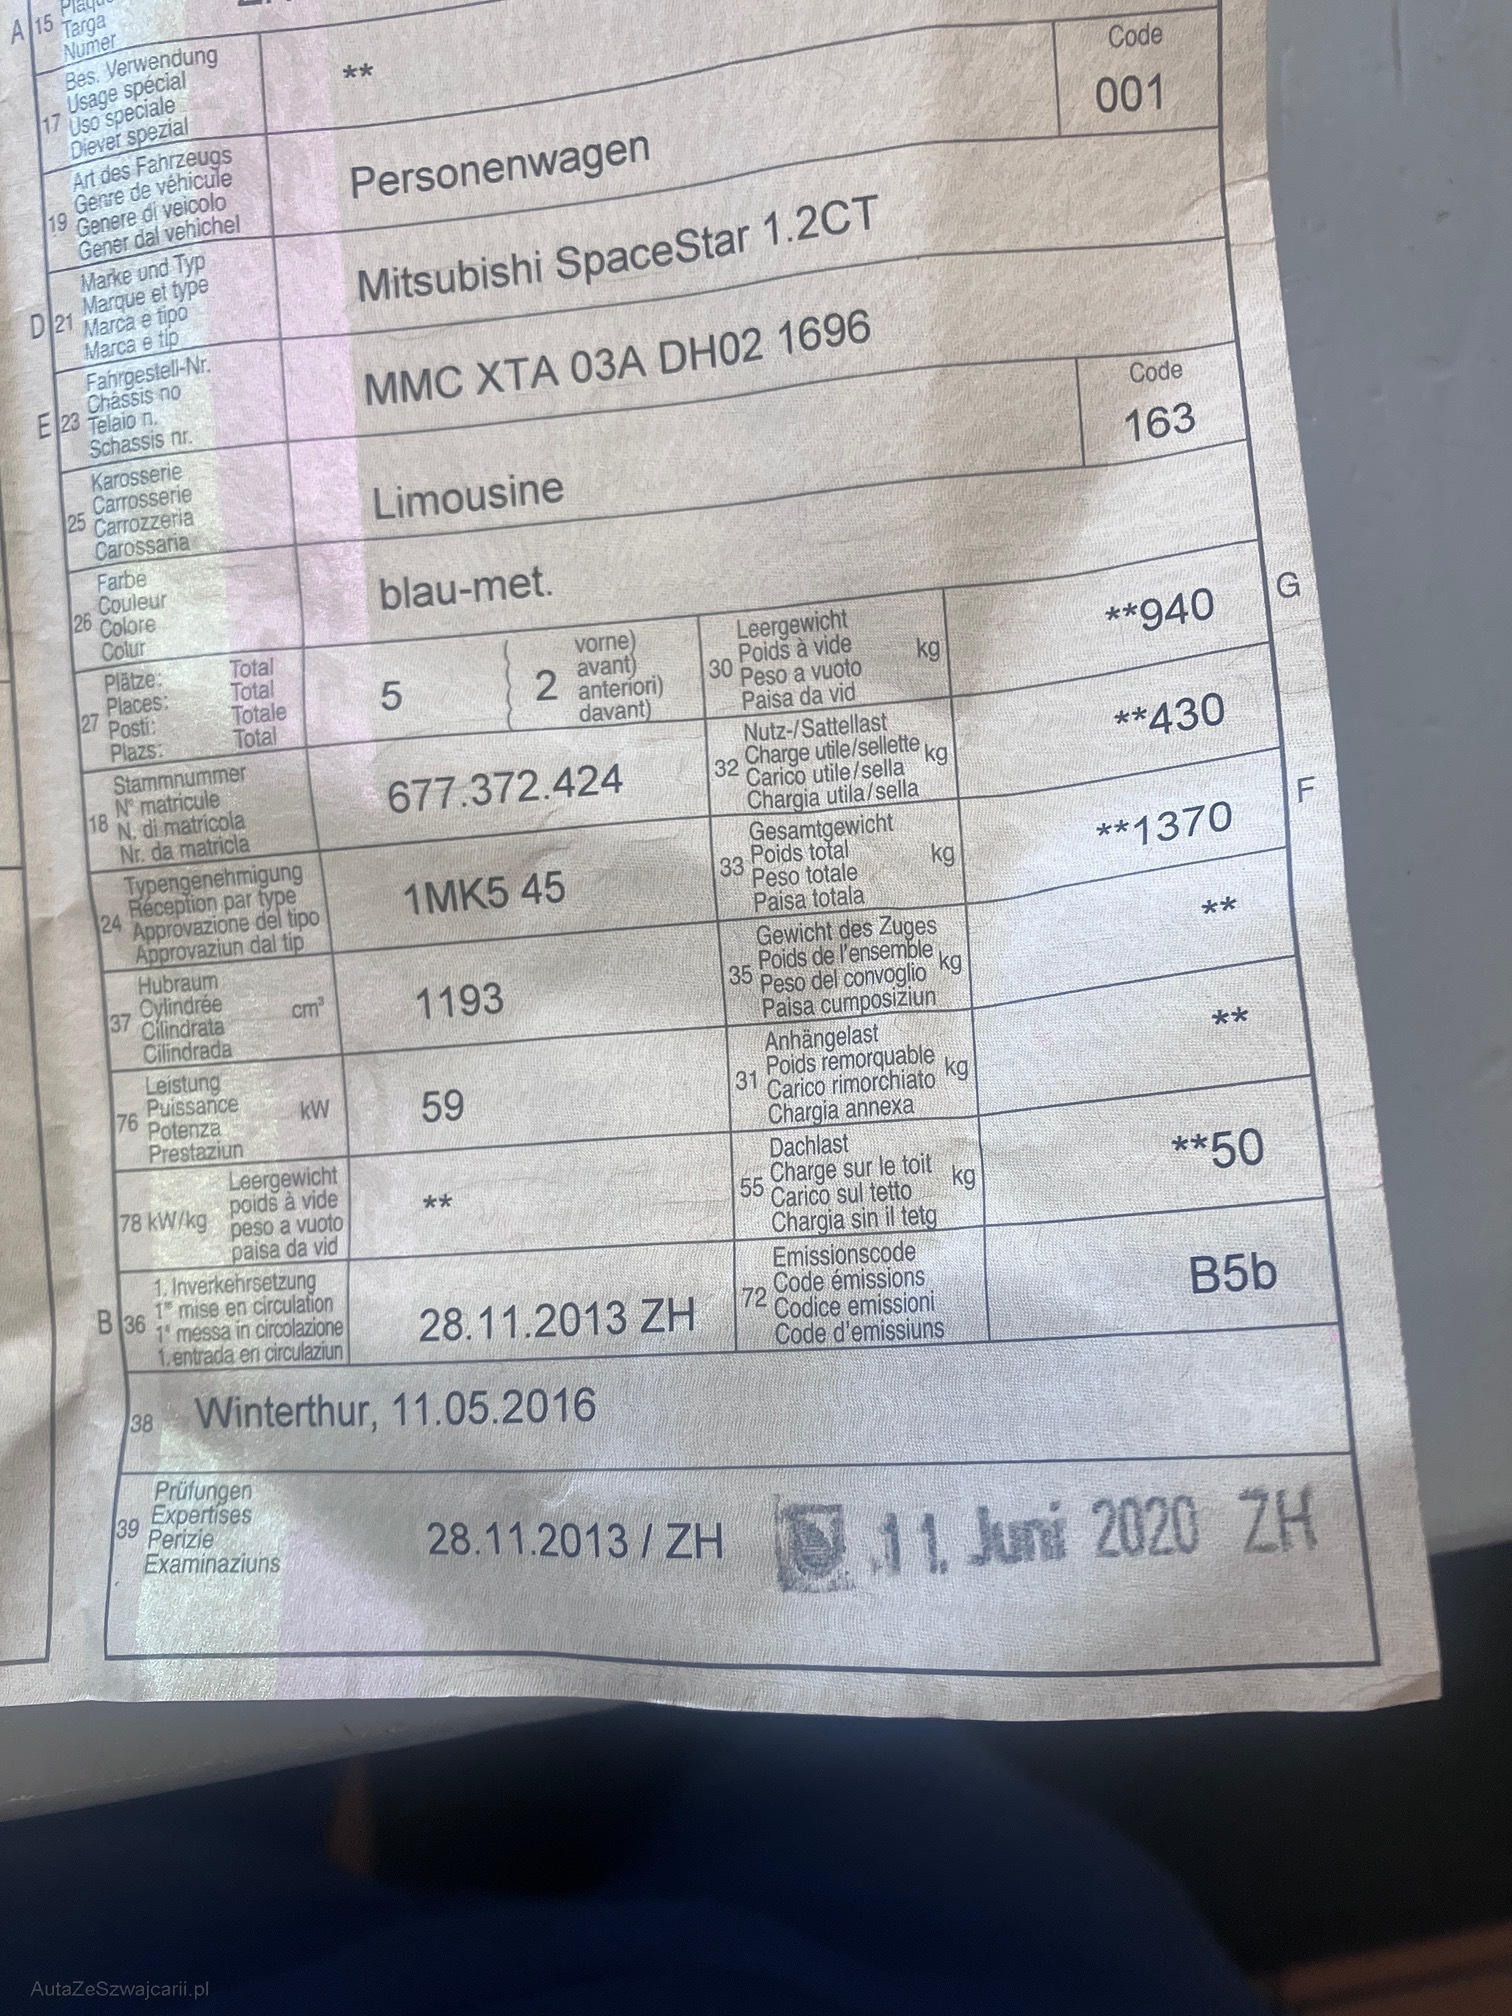 A 15 Plaque
Targa
Numer
17 Bes. Verwendung
Usage spécial
Uso speciale
Diever spezial
**
Code
001
19 Art des Fahrzeugs
Genre de véhicule
Genere di veicolo
Gener dal vehichel
Personenwagen
D 21 Marke und Typ
Marque et type
Marca e tipo
Marca e tip
Mitsubishi SpaceStar 1.2CT
E 23 Fahrgestell-Nr.
Châssis no
Telaio n.
Schassis nr.
MMC XTA 03A DH02 1696
Code
163
25 Karosserie
Carrosserie
Carrozzeria
Carossaria
Limousine
26 Farbe
Couleur
Colore
Colur
blau-met.
27 Plätze: Total
Places: Total
Posti: Totale
Plazs: Total
5
2 vorne)
avant)
anteriori)
davant)
30 Leergewicht
Poids à vide kg
Peso a vuoto
Paisa da vid
**940 G
18 Stammnummer
N° matricule
N. di matricola
Nr. da matricla
677.372.424
32 Nutz-/Sattellast
Charge utile/sellette kg
Carico utile/sella
Chargia utila/sella
**430
24 Typengenehmigung
Réception par type
Approvazione del tipo
Approvaziun dal tip
1MK5 45
33 Gesamtgewicht
Poids total kg
Peso totale
Paisa totala
**1370 F
37 Hubraum
Cylindrée cm³
Cilindrata
Cilindrada
1193
35 Gewicht des Zuges
Poids de l'ensemble kg
Peso del convoglio
Paisa cumposiziun
**
76 Leistung
Puissance kW
Potenza
Prestaziun
59
31 Anhängelast
Poids remorquable kg
Carico rimorchiato
Chargia annexa
**
78 kW/kg Leergewicht
poids à vide
peso a vuoto
paisa da vid
**
55 Dachlast
Charge sur le toit kg
Carico sul tetto
Chargia sin il tetg
**50
B 36 1. Inverkehrsetzung
1re mise en circulation
1a messa in circolazione
1. entrada en circulaziun
28.11.2013 ZH
72 Emissionscode
Code émissions
Codice emissioni
Code d'emissiuns
B5b
38 Winterthur, 11.05.2016
39 Prüfungen
Expertises
Perizie
Examinaziuns
28.11.2013 / ZH
11. Juni 2020 ZH
AutaZeSzwajcarii.pl